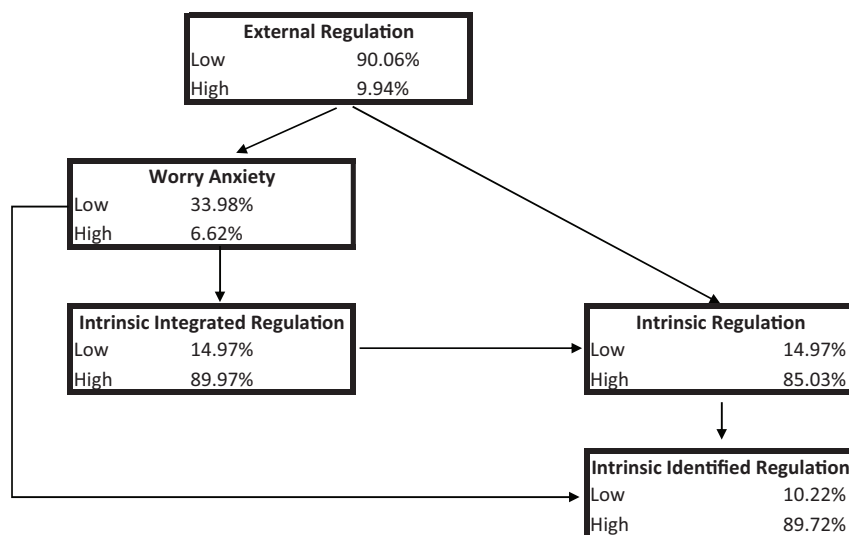 External Regulation
Low 90.06%
High 9.94%
Worry Anxiety
Low 33.98%
High 6.62%
Intrinsic Integrated Regulation
Low 14.97%
High 89.97%
Intrinsic Regulation
Low 14.97%
High 85.03%
Intrinsic Identified Regulation
Low 10.22%
High 89.72%